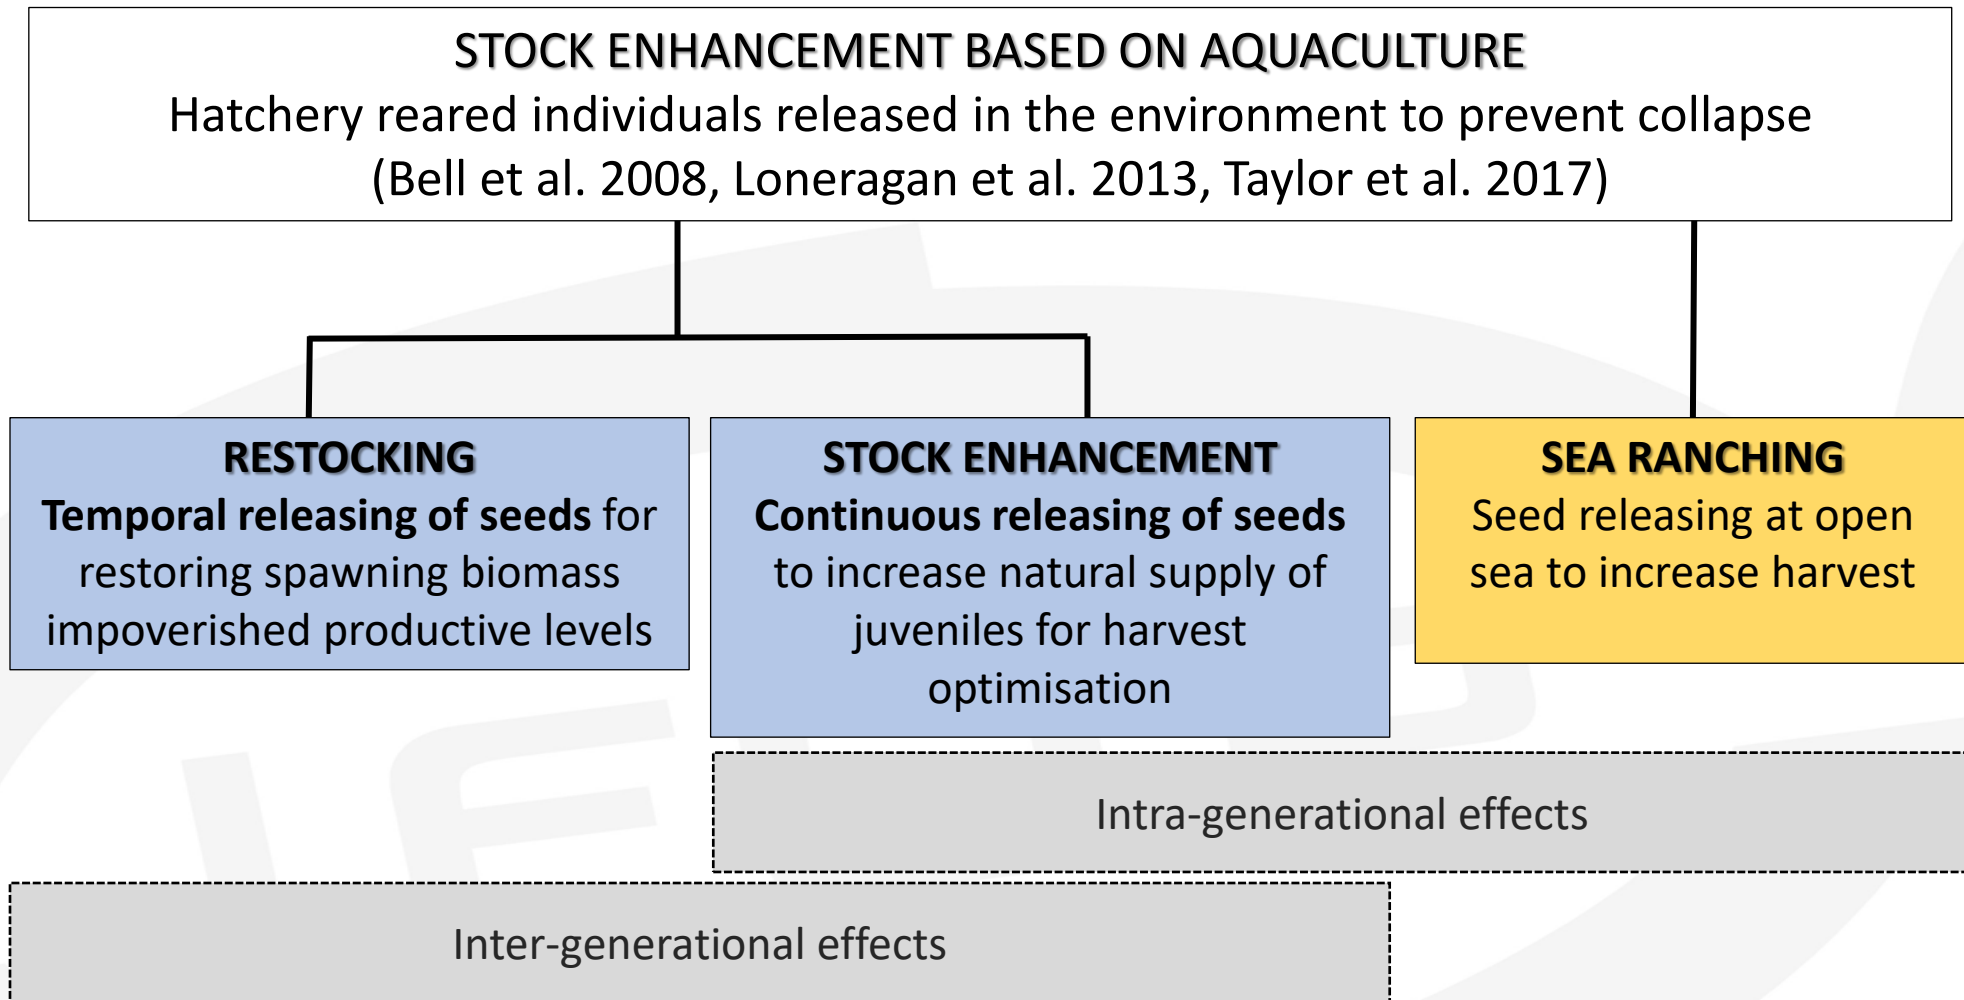 STOCK ENHANCEMENT BASED ON AQUACULTURE
Hatchery reared individuals released in the environment to prevent collapse
(Bell et al. 2008, Loneragan et al. 2013, Taylor et al. 2017)
RESTOCKING
Temporal releasing of seeds for
restoring spawning biomass
impoverished productive levels
STOCK ENHANCEMENT
Continuous releasing of seeds
to increase natural supply of
juveniles for harvest
optimisation
SEA RANCHING
Seed releasing at open
sea to increase harvest
Intra-generational effects
Inter-generational effects